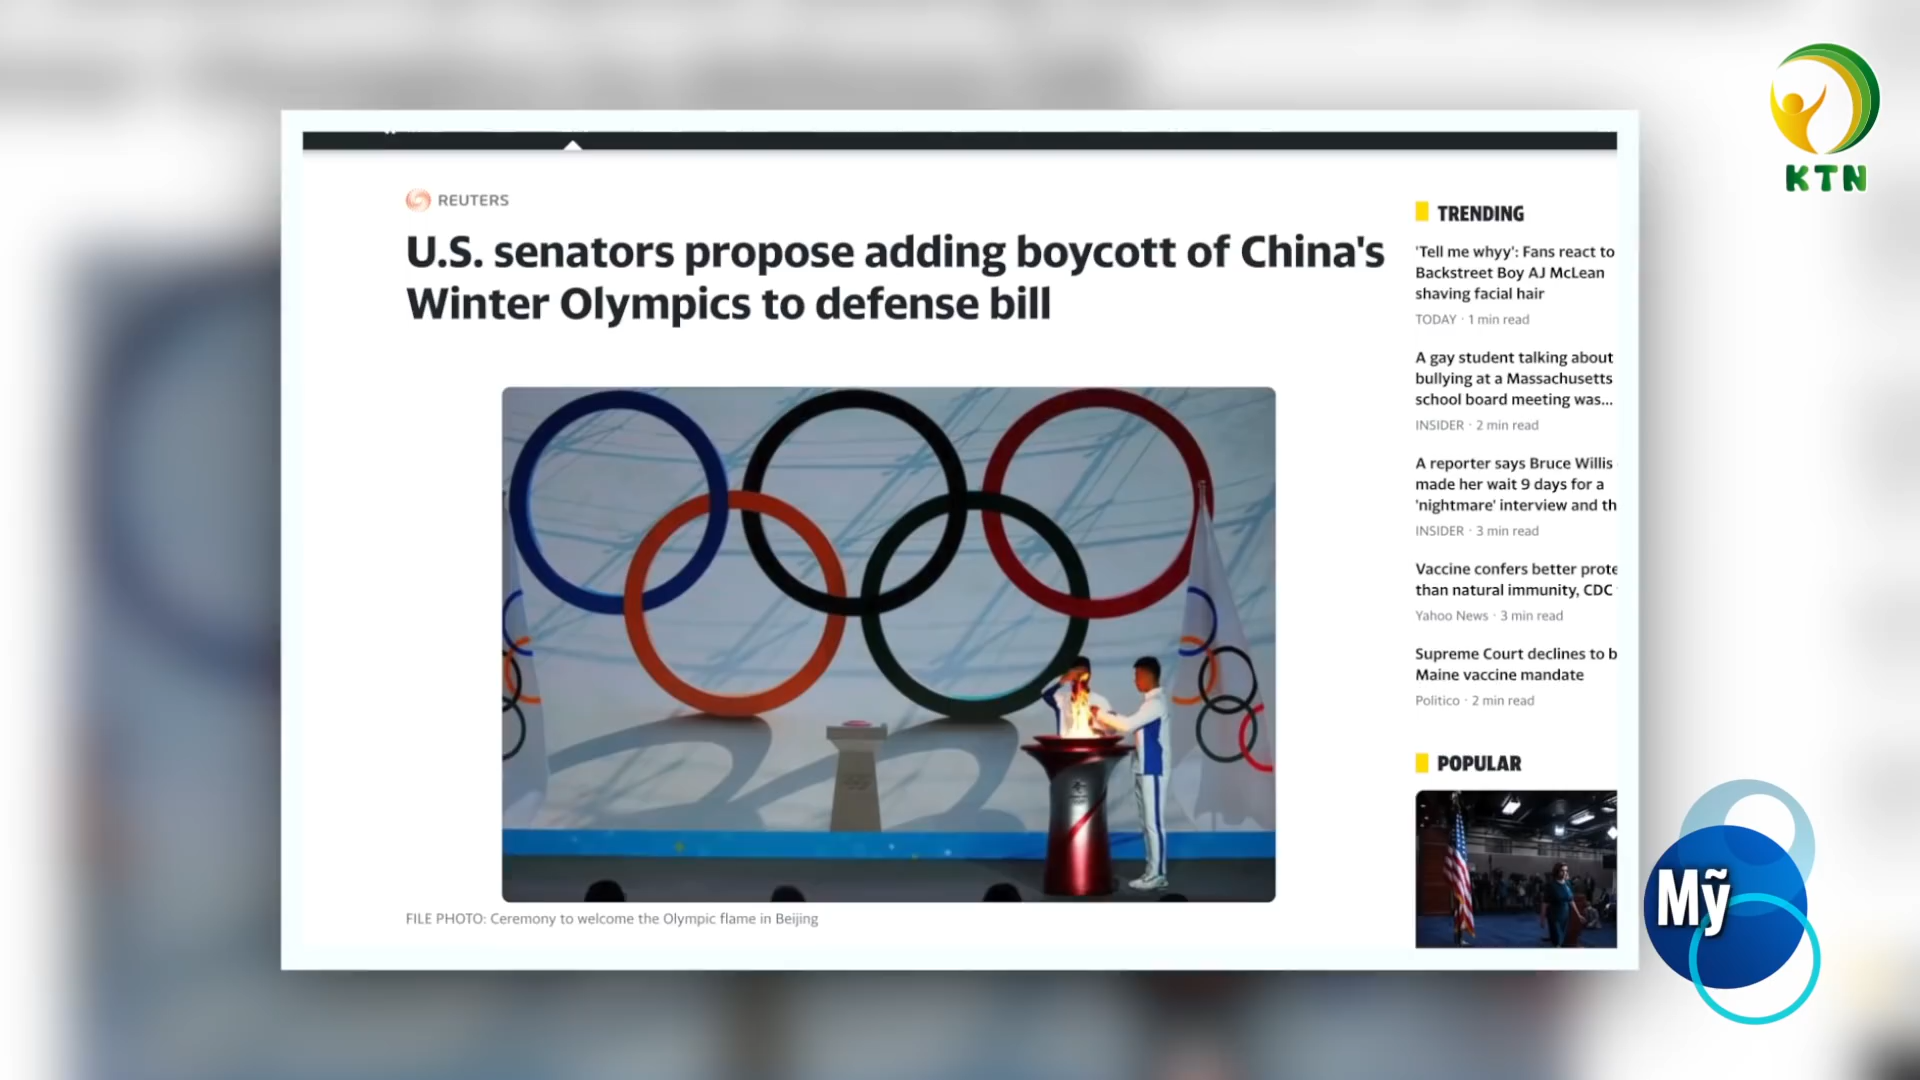 KTN
REUTERS
U.S. senators propose adding boycott of China's
Winter Olympics to defense bill
FILE PHOTO: Ceremony to welcome the Olympic flame in Beijing
TRENDING
'Tell me whyy': Fans react to
Backstreet Boy AJ McLean
shaving facial hair
TODAY · 1 min read
A gay student talking about
bullying at a Massachusetts
school board meeting was...
INSIDER · 2 min read
A reporter says Bruce Willis
made her wait 9 days for a
'nightmare' interview and th
INSIDER · 3 min read
Vaccine confers better prote
than natural immunity, CDC
Yahoo News · 3 min read
Supreme Court declines to b
Maine vaccine mandate
Politico · 2 min read
POPULAR
Mỹ